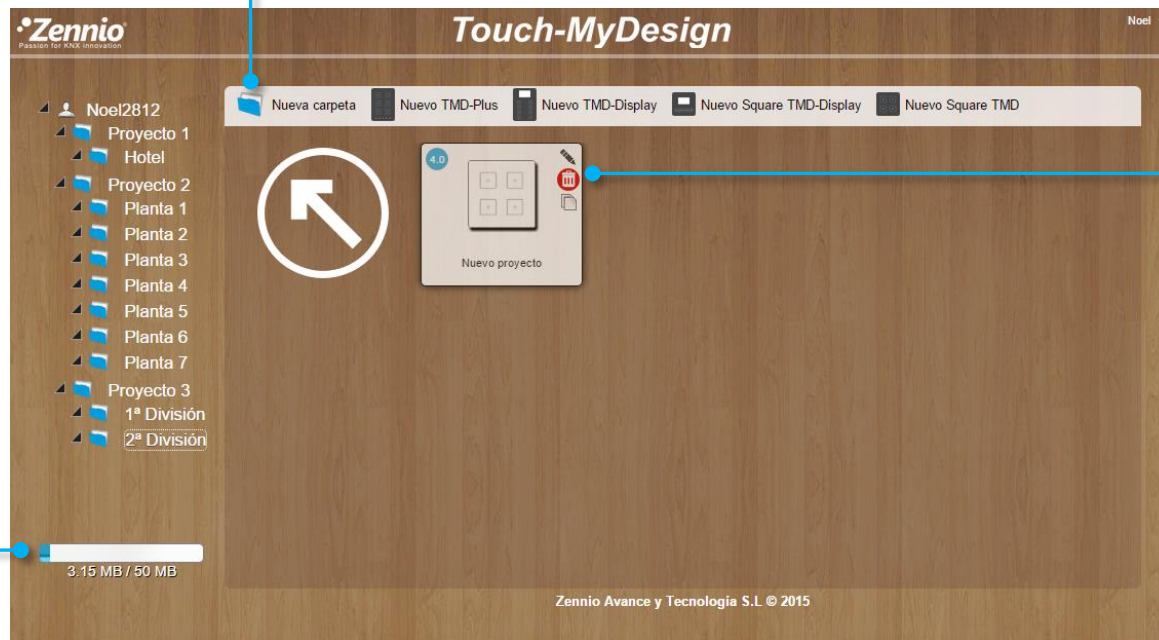 Zennio
Passion for KNX innovation
Touch-MyDesign
Noel
Noel2812
Proyecto 1
Hotel
Proyecto 2
Planta 1
Planta 2
Planta 3
Planta 4
Planta 5
Planta 6
Planta 7
Proyecto 3
1ª División
2ª División
3.15 MB / 50 MB
Nueva carpeta Nuevo TMD-Plus Nuevo TMD-Display Nuevo Square TMD-Display Nuevo Square TMD
4.0
Nuevo proyecto
Zennio Avance y Tecnología S.L © 2015